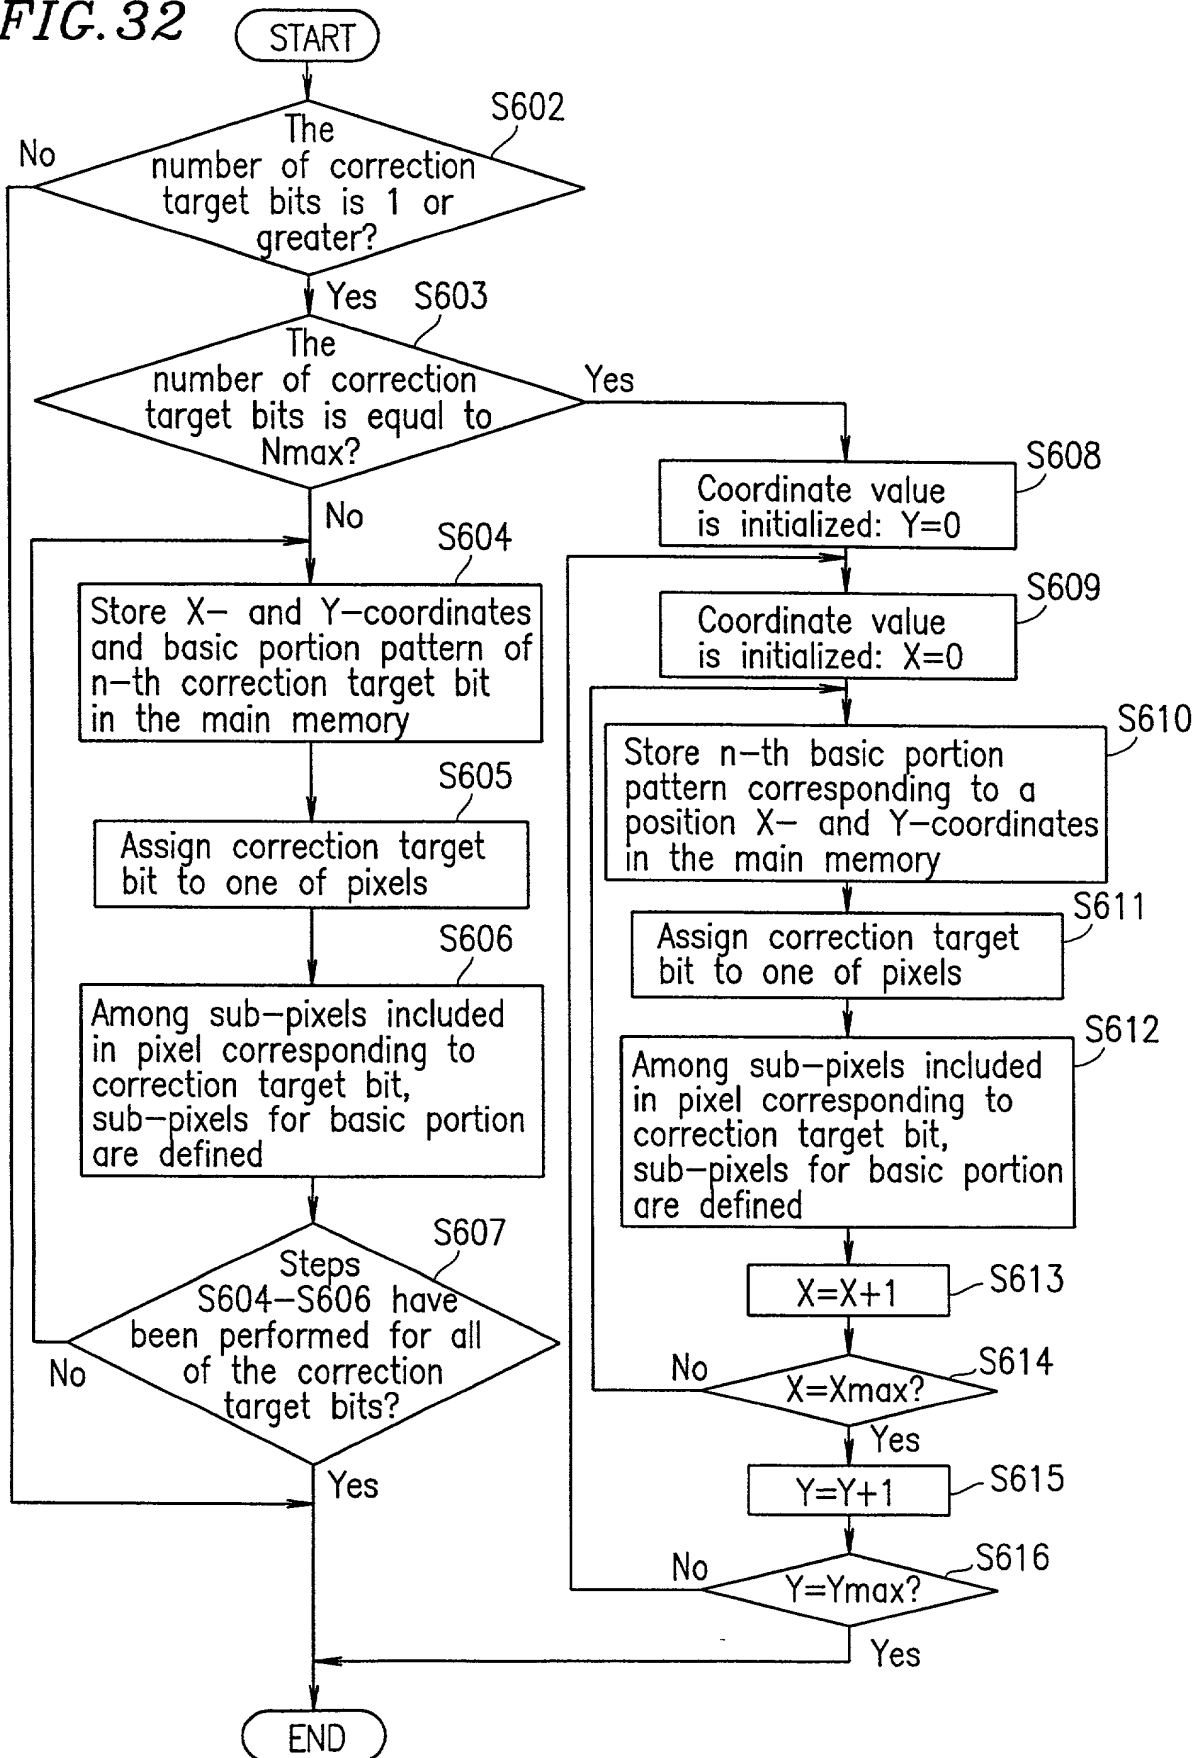 FIG.32
START
S602
The
number of correction
target bits is 1 or
greater?
No
Yes
S603
The
number of correction
target bits is equal to
Nmax?
Yes
No
S604
Store X- and Y-coordinates
and basic portion pattern of
n-th correction target bit
in the main memory
S605
Assign correction target
bit to one of pixels
S606
Among sub-pixels included
in pixel corresponding to
correction target bit,
sub-pixels for basic portion
are defined
S607
Steps
S604-S606 have
been performed for all
of the correction
target bits?
No
Yes
S608
Coordinate value
is initialized: Y=0
S609
Coordinate value
is initialized: X=0
S610
Store n-th basic portion
pattern corresponding to a
position X- and Y-coordinates
in the main memory
S611
Assign correction target
bit to one of pixels
S612
Among sub-pixels included
in pixel corresponding to
correction target bit,
sub-pixels for basic portion
are defined
X=X+1
S613
S614
No
X=Xmax?
Yes
Y=Y+1
S615
S616
No
Y=Ymax?
Yes
END